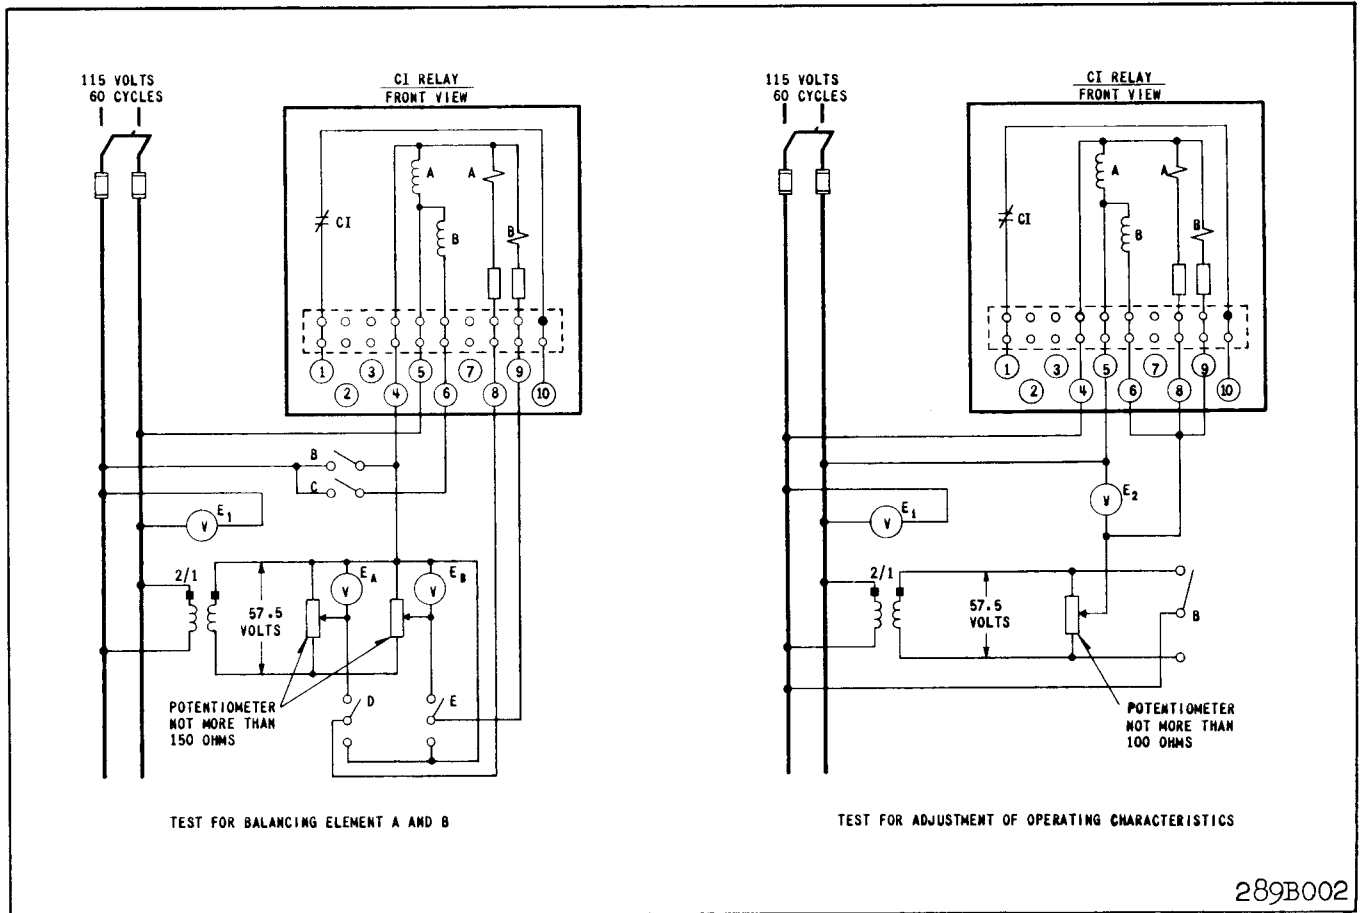 115 VOLTS
60 CYCLES
CI RELAY
FRONT VIEW
A
A
CI
B
B
1
3
5
7
9
2
4
6
8
10
B
C
E1
2/1
EA
EB
57.5
VOLTS
POTENTIOMETER
NOT MORE THAN
150 OHMS
D
E
TEST FOR BALANCING ELEMENT A AND B
115 VOLTS
60 CYCLES
CI RELAY
FRONT VIEW
A
A
CI
B
B
1
3
5
7
9
2
4
6
8
10
V
E2
V
E1
2/1
57.5
VOLTS
B
POTENTIOMETER
NOT MORE THAN
100 OHMS
TEST FOR ADJUSTMENT OF OPERATING CHARACTERISTICS
V
V
V
289B002